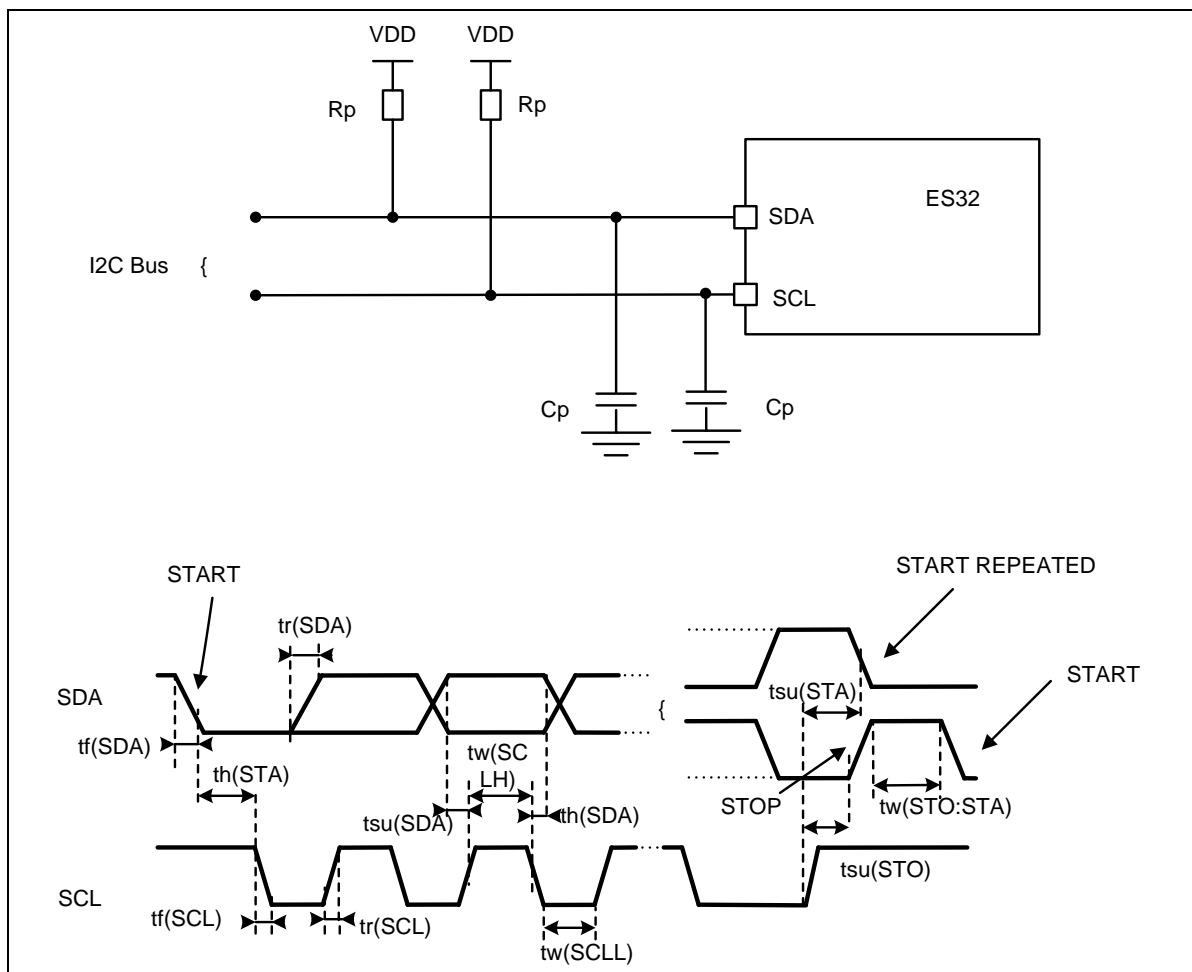 VDD VDD
Rp Rp
ES32
SDA
I2C Bus {
SCL
Cp Cp
START
START REPEATED
tr(SDA)
START
SDA
tsu(STA)
{
tf(SDA)
tw(SC
LH)
th(STA)
STOP
tw(STO:STA)
tsu(SDA)
th(SDA)
tsu(STO)
SCL
tf(SCL)
tr(SCL)
tw(SCLL)